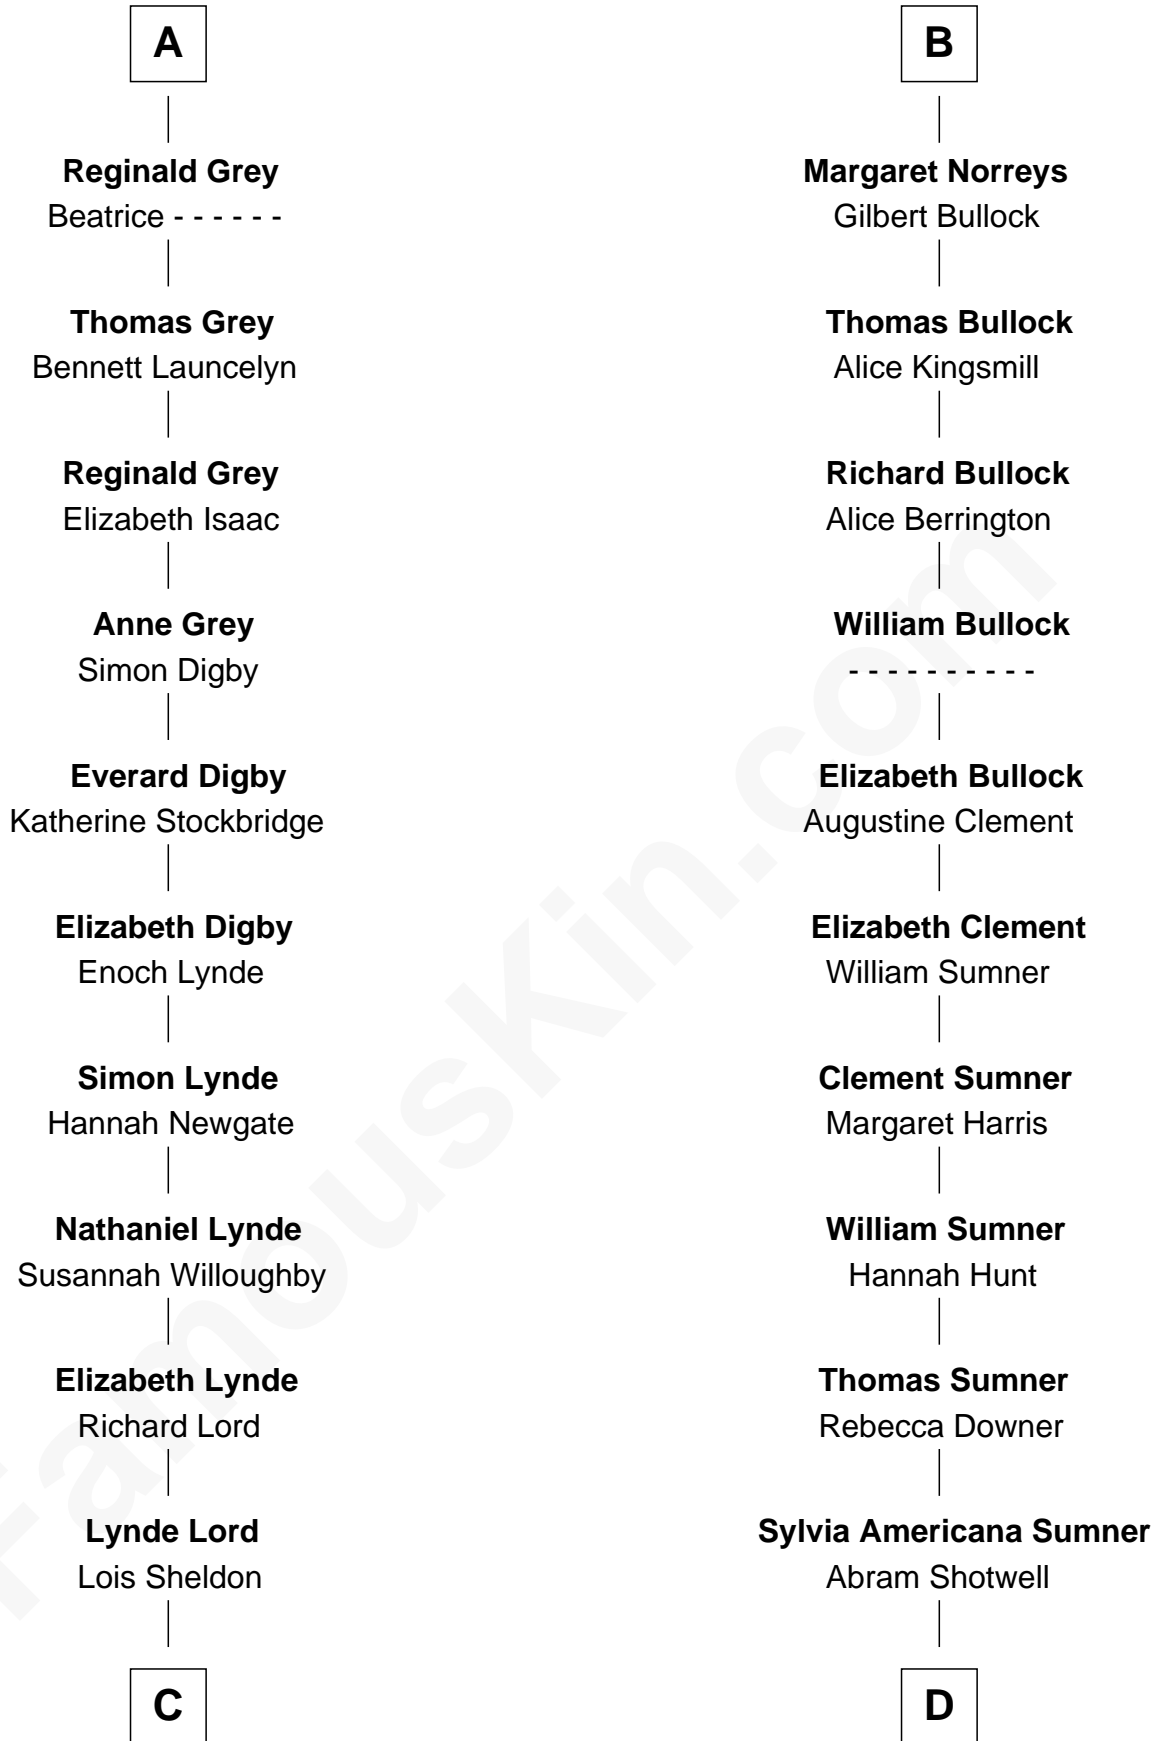 A
Reginald Grey
Beatrice - - - - - -
Thomas Grey
Bennett Launcelyn
Reginald Grey
Elizabeth Isaac
Anne Grey
Simon Digby
Everard Digby
Katherine Stockbridge
Elizabeth Digby
Enoch Lynde
Simon Lynde
Hannah Newgate
Nathaniel Lynde
Susannah Willoughby
Elizabeth Lynde
Richard Lord
Lynde Lord
Lois Sheldon
C
B
Margaret Norreys
Gilbert Bullock
Thomas Bullock
Alice Kingsmill
Richard Bullock
Alice Berrington
William Bullock
- - - - - - - - - -
Elizabeth Bullock
Augustine Clement
Elizabeth Clement
William Sumner
Clement Sumner
Margaret Harris
William Sumner
Hannah Hunt
Thomas Sumner
Rebecca Downer
Sylvia Americana Sumner
Abram Shotwell
D
FamousKin.com